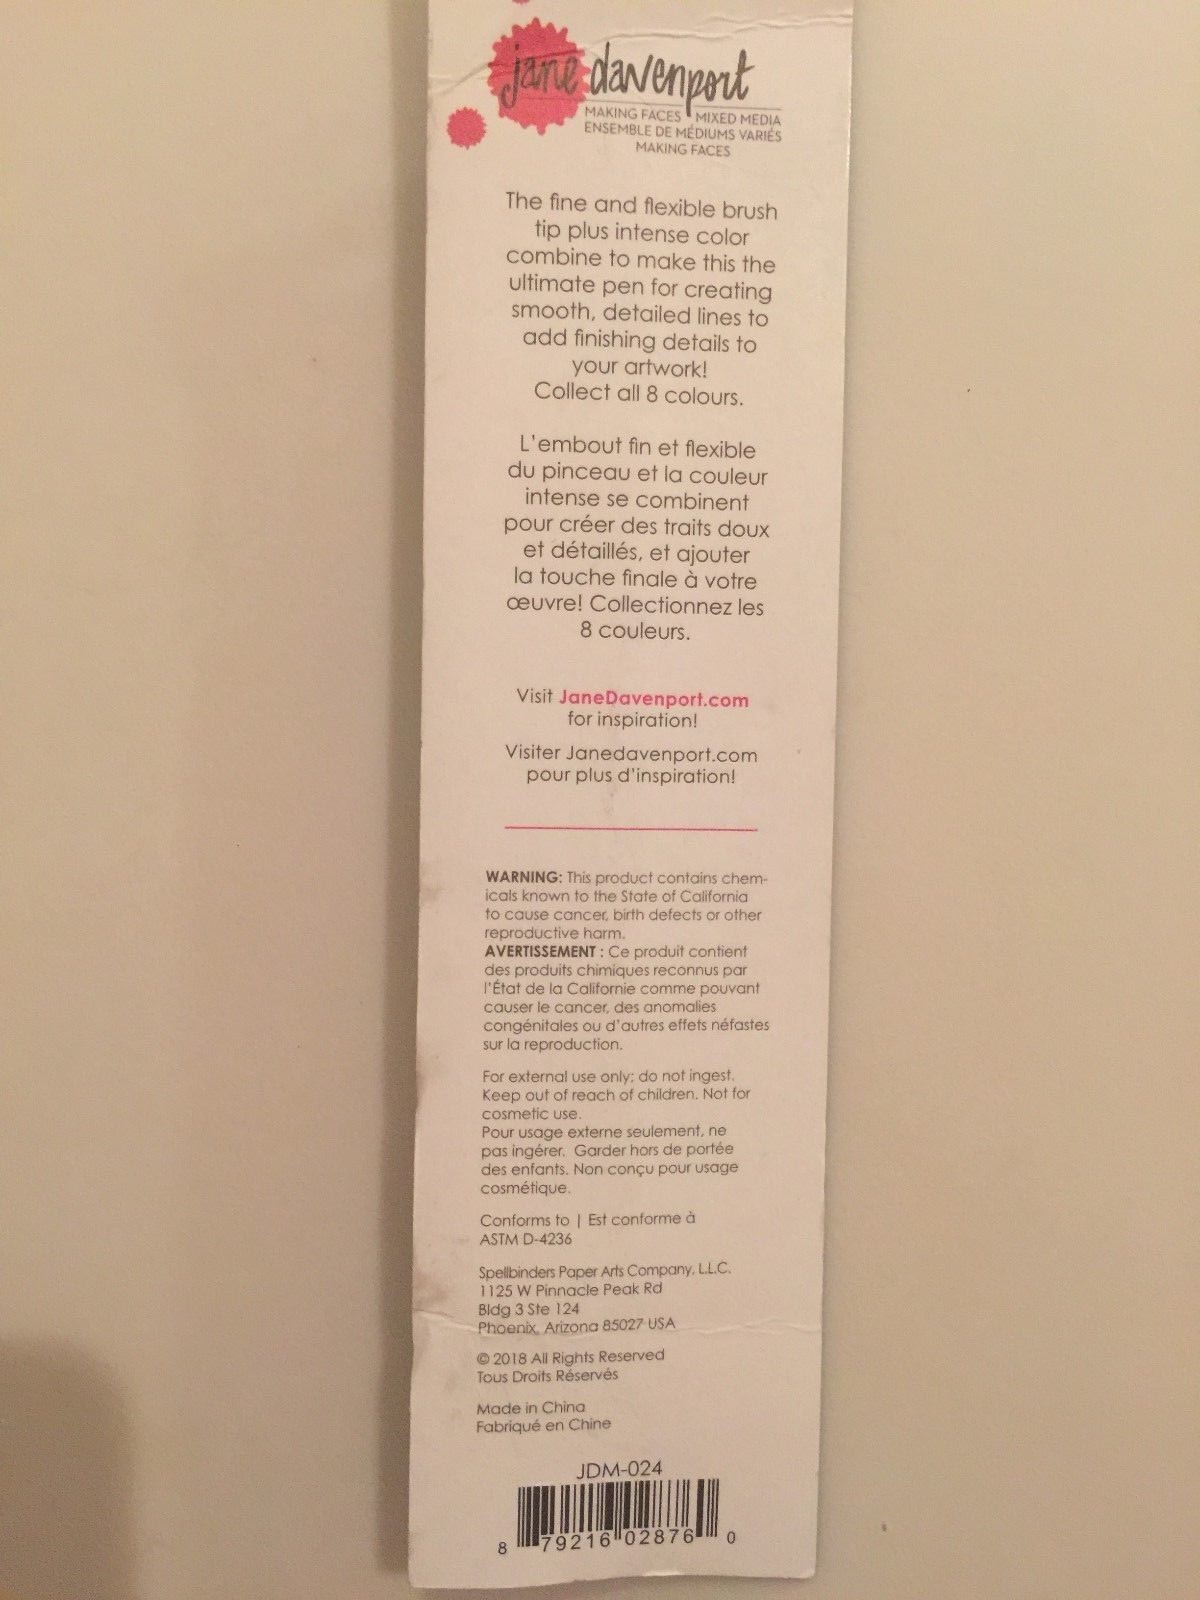 jane davenport
MAKING FACES MIXED MEDIA
ENSEMBLE DE MÉDIUMS VARIÉS
MAKING FACES
The fine and flexible brush
tip plus intense color
combine to make this the
ultimate pen for creating
smooth, detailed lines to
add finishing details to
your artwork!
Collect all 8 colours.
L'embout fin et flexible
du pinceau et la couleur
intense se combinent
pour créer des traits doux
et détaillés, et ajouter
la touche finale à votre
œuvre! Collectionnez les
8 couleurs.
Visit JaneDavenport.com
for inspiration!
Visiter Janedavenport.com
pour plus d'inspiration!
WARNING: This product contains chem-
icals known to the State of California
to cause cancer, birth defects or other
reproductive harm.
AVERTISSEMENT : Ce produit contient
des produits chimiques reconnus par
l'État de la Californie comme pouvant
causer le cancer, des anomalies
congénitales ou d'autres effets néfastes
sur la reproduction.
For external use only; do not ingest.
Keep out of reach of children. Not for
cosmetic use.
Pour usage externe seulement, ne
pas ingérer. Garder hors de portée
des enfants. Non conçu pour usage
cosmétique.
Conforms to | Est conforme à
ASTM D-4236
Spellbinders Paper Arts Company, L.L.C.
1125 W Pinnacle Peak Rd
Bldg 3 Ste 124
Phoenix, Arizona 85027 USA
© 2018 All Rights Reserved
Tous Droits Réservés
Made in China
Fabriqué en Chine
JDM-024
8 79216 02876 0